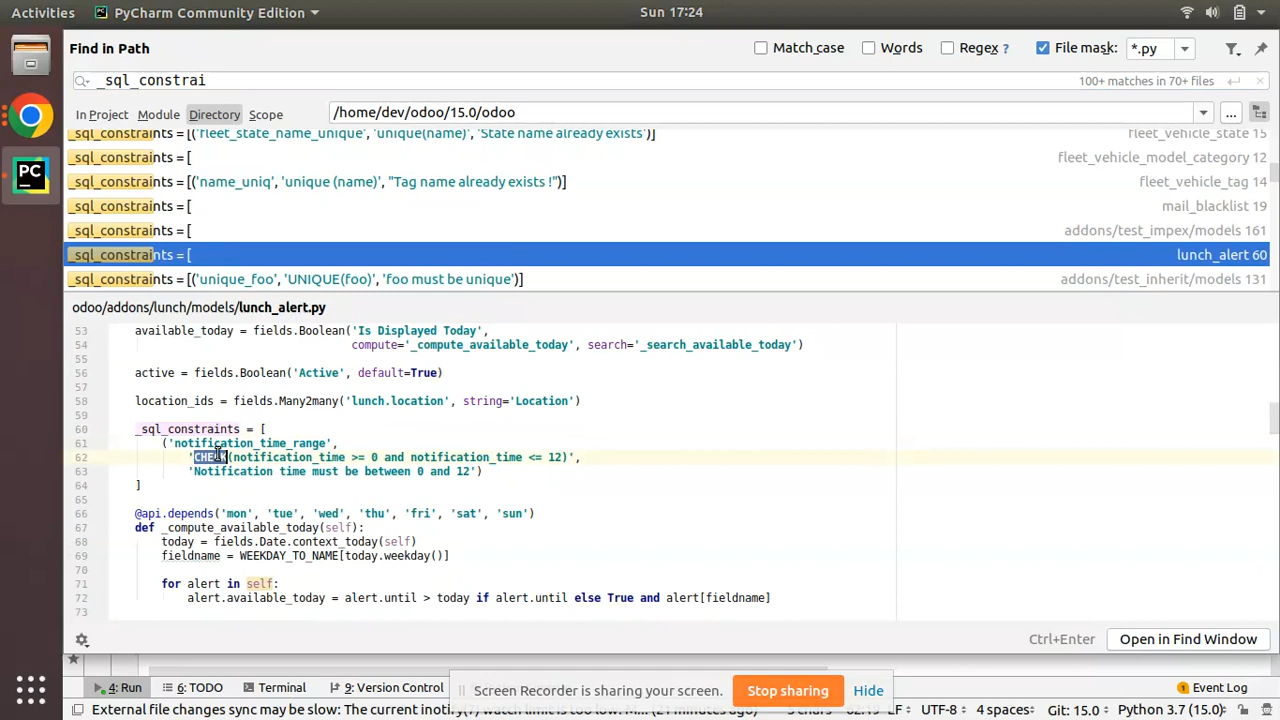 Activities PyCharm Community Edition Sun 17:24
Find in Path Match case Words Regex ? File mask: *.py
_sql_constrai 100+ matches in 70+ files
In Project Module Directory Scope /home/dev/odoo/15.0/odoo ...
_sql_constraints = [('fleet_state_name_unique', 'unique(name)', 'State name already exists')] fleet_vehicle_state 15
_sql_constraints = [ fleet_vehicle_model_category 12
_sql_constraints = [('name_uniq', 'unique (name)', "Tag name already exists !")] fleet_vehicle_tag 14
_sql_constraints = [ mail_blacklist 19
_sql_constraints = [ addons/test_impex/models 161
_sql_constraints = [ lunch_alert 60
_sql_constraints = [('unique_foo', 'UNIQUE(foo)', 'foo must be unique')] addons/test_inherit/models 131
odoo/addons/lunch/models/lunch_alert.py
53 available_today = fields.Boolean('Is Displayed Today',
54 compute='_compute_available_today', search='_search_available_today')
55
56 active = fields.Boolean('Active', default=True)
57
58 location_ids = fields.Many2many('lunch.location', string='Location')
59
60 _sql_constraints = [
61 ('notification_time_range',
62 'CHECK(notification_time >= 0 and notification_time <= 12)',
63 'Notification time must be between 0 and 12')
64 ]
65
66 @api.depends('mon', 'tue', 'wed', 'thu', 'fri', 'sat', 'sun')
67 def _compute_available_today(self):
68 today = fields.Date.context_today(self)
69 fieldname = WEEKDAY_TO_NAME[today.weekday()]
70
71 for alert in self:
72 alert.available_today = alert.until > today if alert.until else True and alert[fieldname]
73
Ctrl+Enter Open in Find Window
4: Run 6: TODO Terminal 9: Version Control Screen Recorder is sharing your screen. Stop sharing Hide 1 Event Log
External file changes sync may be slow: The current inotify(7) watch limit is too low. (21 minutes ago) LF UTF-8 4 spaces Git: 15.0 Python 3.7 (15.0)